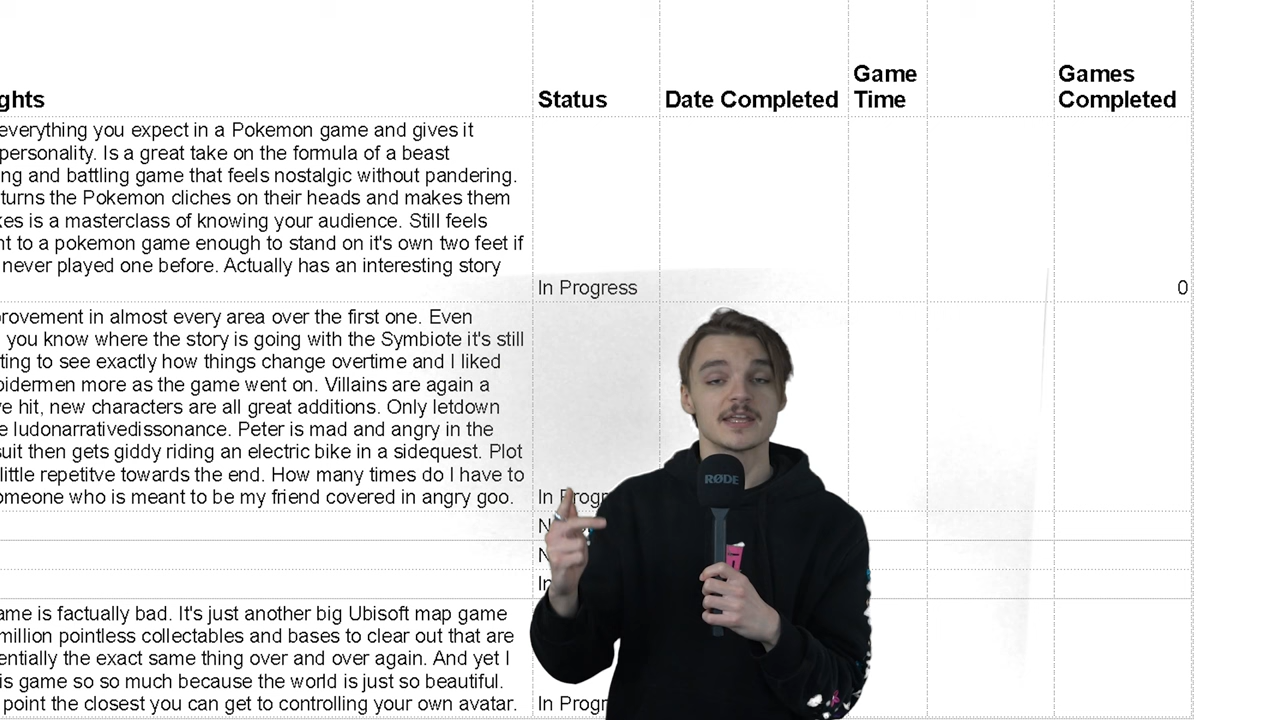 Game
Games
ghts
Status
Date Completed
Time
Completed
everything you expect in a Pokemon game and gives it
personality. Is a great take on the formula of a beast
ng and battling game that feels nostalgic without pandering.
turns the Pokemon cliches on their heads and makes them
kes is a masterclass of knowing your audience. Still feels
nt to a pokemon game enough to stand on it's own two feet if
never played one before. Actually has an interesting story
In Progress
0
provement in almost every area over the first one. Even
you know where the story is going with the Symbiote it's still
ting to see exactly how things change overtime and I liked
pidermen more as the game went on. Villains are again a
ve hit, new characters are all great additions. Only letdown
e ludonarrativedissonance. Peter is mad and angry in the
suit then gets giddy riding an electric bike in a sidequest. Plot
little repetitve towards the end. How many times do I have to
omeone who is meant to be my friend covered in angry goo.
In Progr
N
N
In
ame is factually bad. It's just another big Ubisoft map game
million pointless collectables and bases to clear out that are
entially the exact same thing over and over again. And yet I
is game so so much because the world is just so beautiful.
point the closest you can get to controlling your own avatar.
In Progr
RØDE